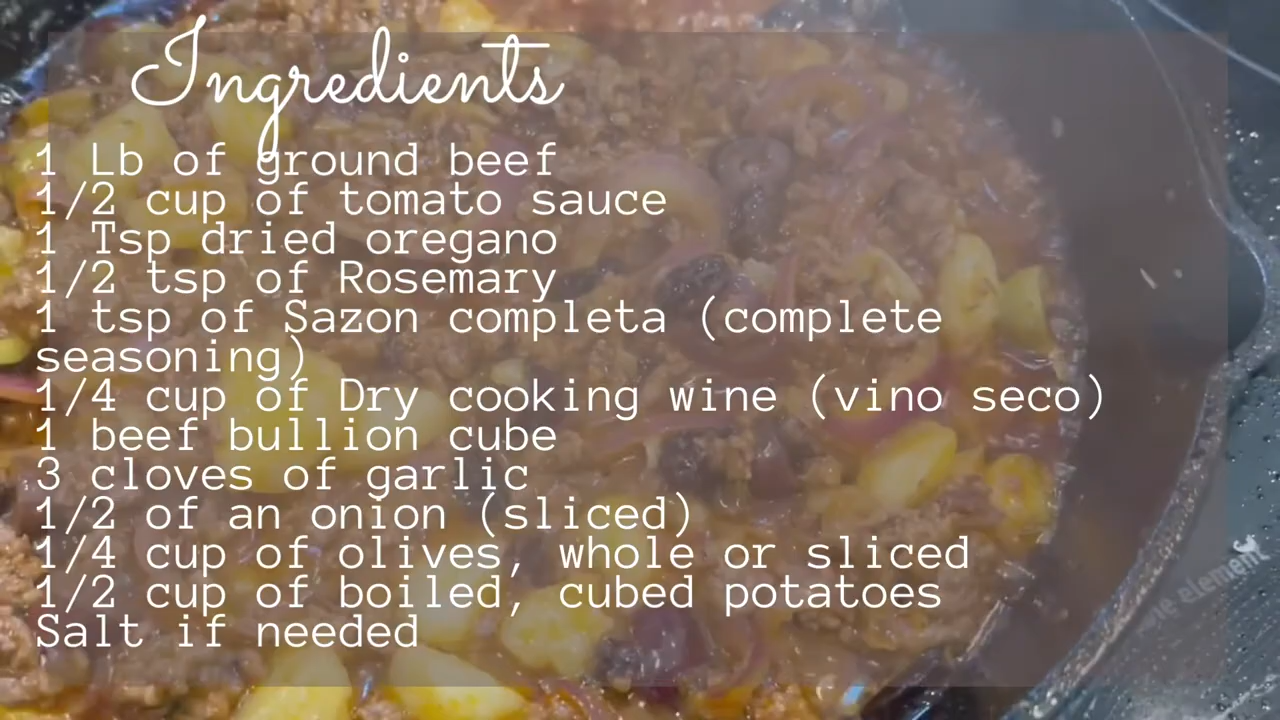 Ingredients
1 Lb of ground beef
1/2 cup of tomato sauce
1 Tsp dried oregano
1/2 tsp of Rosemary
1 tsp of Sazon completa (complete
seasoning)
1/4 cup of Dry cooking wine (vino seco)
1 beef bullion cube
3 cloves of garlic
1/2 of an onion (sliced)
1/4 cup of olives, whole or sliced
1/2 cup of boiled, cubed potatoes
Salt if needed
element